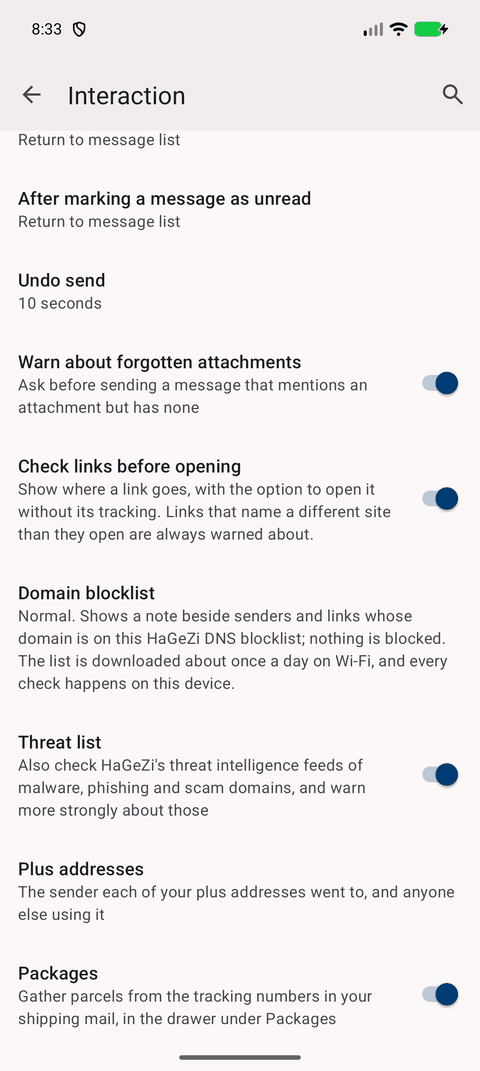 8:33
Interaction
Return to message list
After marking a message as unread
Return to message list
Undo send
10 seconds
Warn about forgotten attachments
Ask before sending a message that mentions an
attachment but has none
Check links before opening
Show where a link goes, with the option to open it
without its tracking. Links that name a different site
than they open are always warned about.
Domain blocklist
Normal. Shows a note beside senders and links whose
domain is on this HaGeZi DNS blocklist; nothing is blocked.
The list is downloaded about once a day on Wi-Fi, and every
check happens on this device.
Threat list
Also check HaGeZi's threat intelligence feeds of
malware, phishing and scam domains, and warn
more strongly about those
Plus addresses
The sender each of your plus addresses went to, and anyone
else using it
Packages
Gather parcels from the tracking numbers in your
shipping mail, in the drawer under Packages